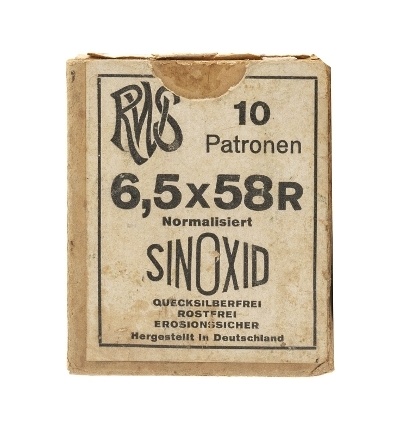 RWS
10
Patronen
6,5x58R
Normalisiert
SINOXID
QUECKSILBERFREI
ROSTFREI
EROSIONSSICHER
Hergestellt in Deutschland